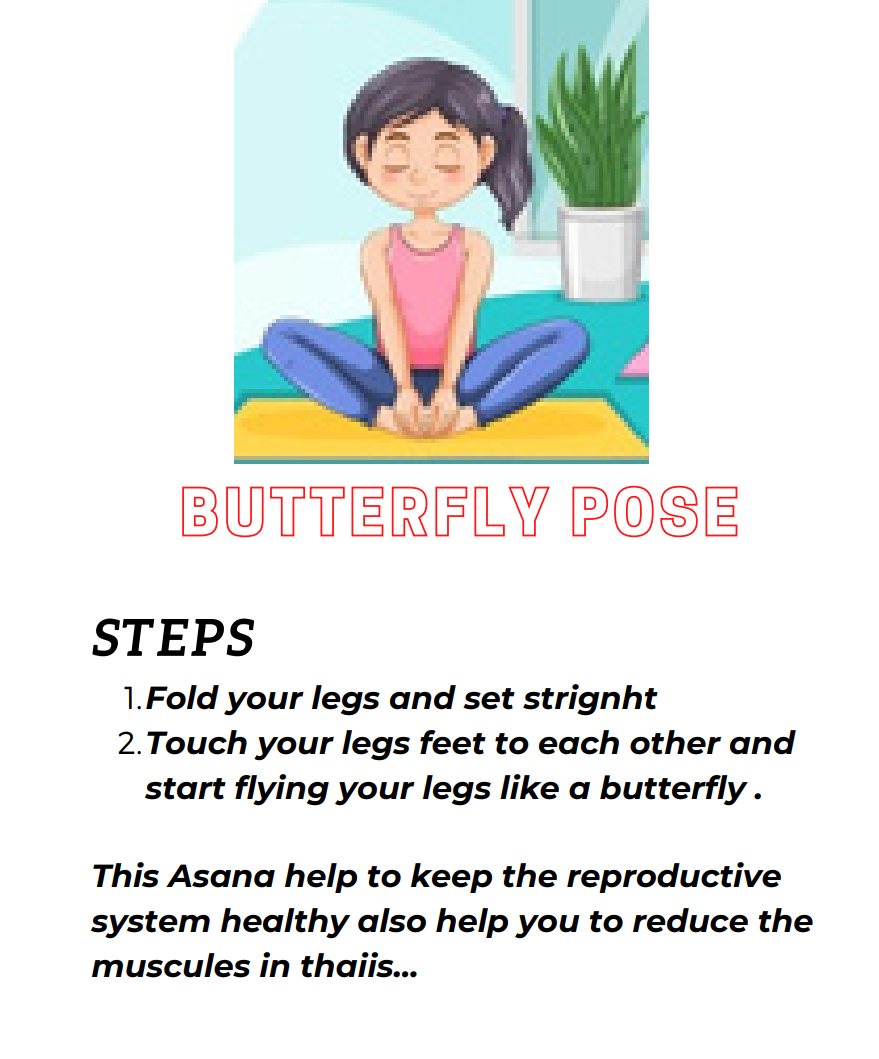 BUTTERFLY POSE
STEPS
1. Fold your legs and set strignht
2. Touch your legs feet to each other and
start flying your legs like a butterfly .
This Asana help to keep the reproductive
system healthy also help you to reduce the
muscules in thaiis...